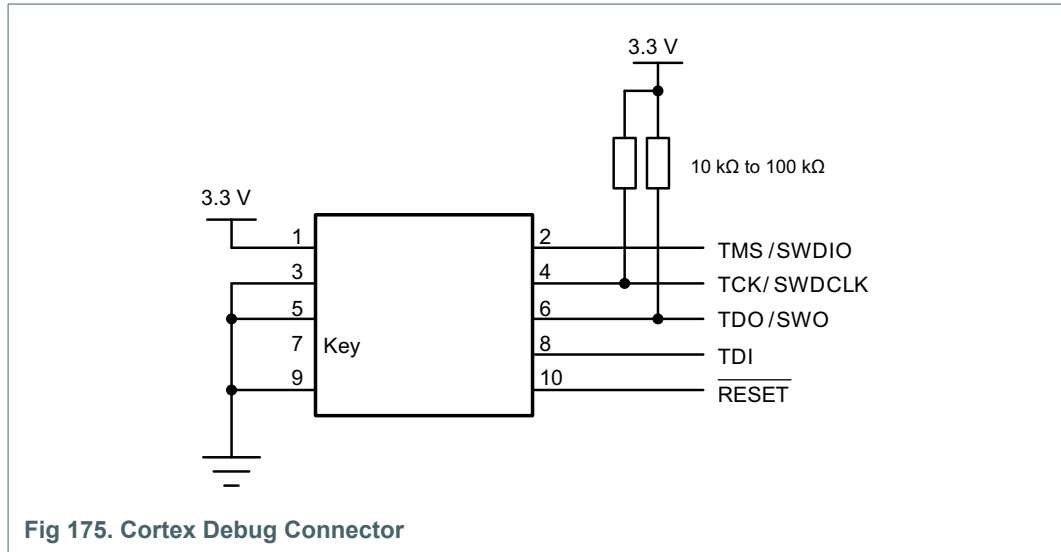 3.3 V
10 kΩ to 100 kΩ
3.3 V
1
2
TMS /SWDIO
3
4
TCK/ SWDCLK
5
6
TDO /SWO
7
Key
8
TDI
9
10
RESET
Fig 175. Cortex Debug Connector